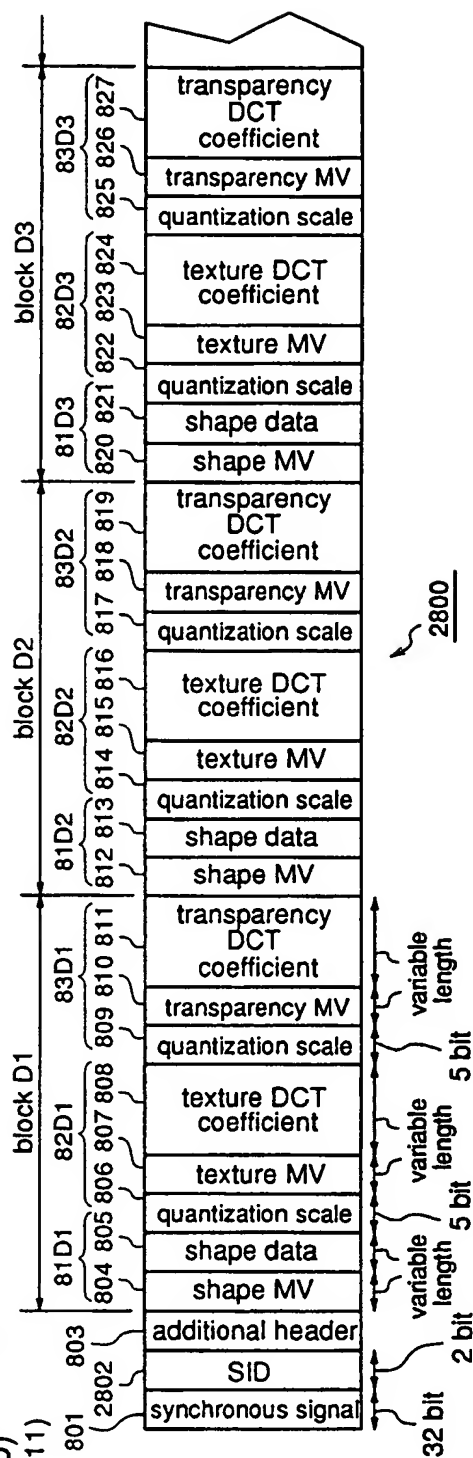 5)
11)
block D1
block D2
block D3
81D1
82D1
83D1
81D2
82D2
83D2
81D3
82D3
83D3
801
2802
803
804
805
806
807
808
809
810
811
812
813
814
815
816
817
818
819
820
821
822
823
824
825
826
827
synchronous signal
SID
additional header
shape MV
shape data
quantization scale
texture MV
texture DCT
coefficient
quantization scale
transparency MV
transparency
DCT
coefficient
shape MV
shape data
quantization scale
texture MV
texture DCT
coefficient
quantization scale
transparency MV
transparency
DCT
coefficient
shape MV
shape data
quantization scale
texture MV
texture DCT
coefficient
quantization scale
transparency MV
transparency
DCT
coefficient
32 bit
2 bit
variable
length
5 bit
variable
length
5 bit
variable
length
2800